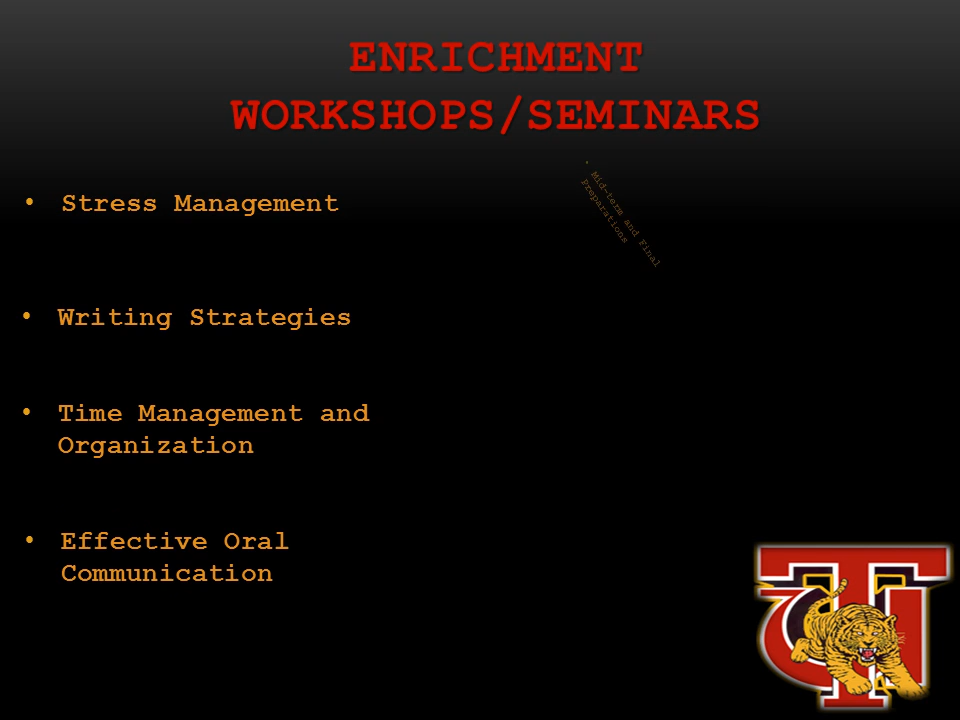 ENRICHMENT
WORKSHOPS/SEMINARS
• Stress Management
• Writing Strategies
• Time Management and
Organization
• Effective Oral
Communication
• Mid-term and Final
Preparations
TU